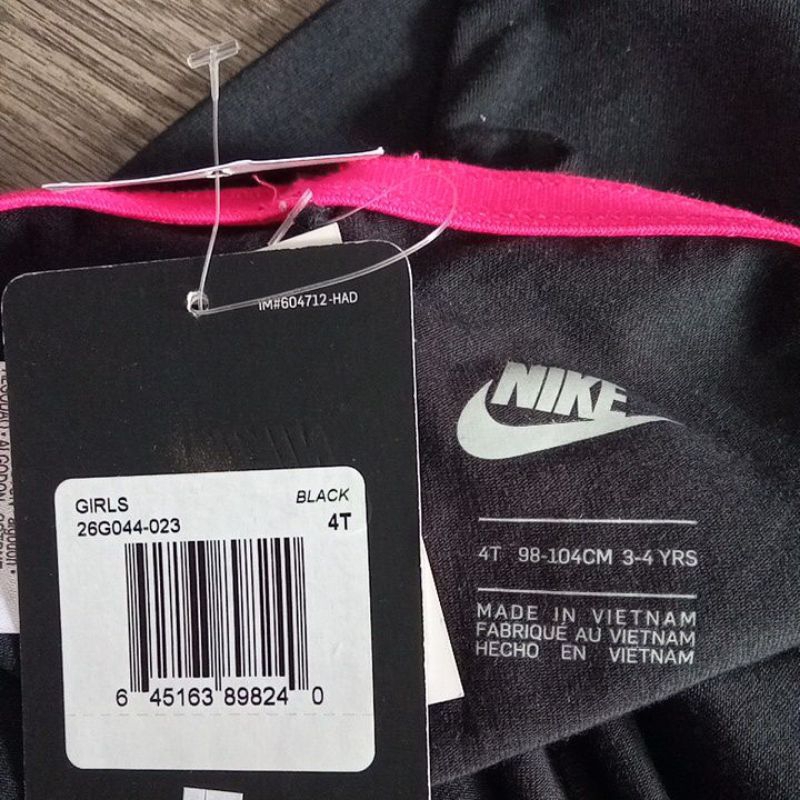 IM#604712-HAD
GIRLS
BLACK
26G044-023
4T
6 45163 89824 0
NIKE
4T 98-104CM 3-4 YRS
MADE IN VIETNAM
FABRIQUÉ AU VIETNAM
HECHO EN VIETNAM